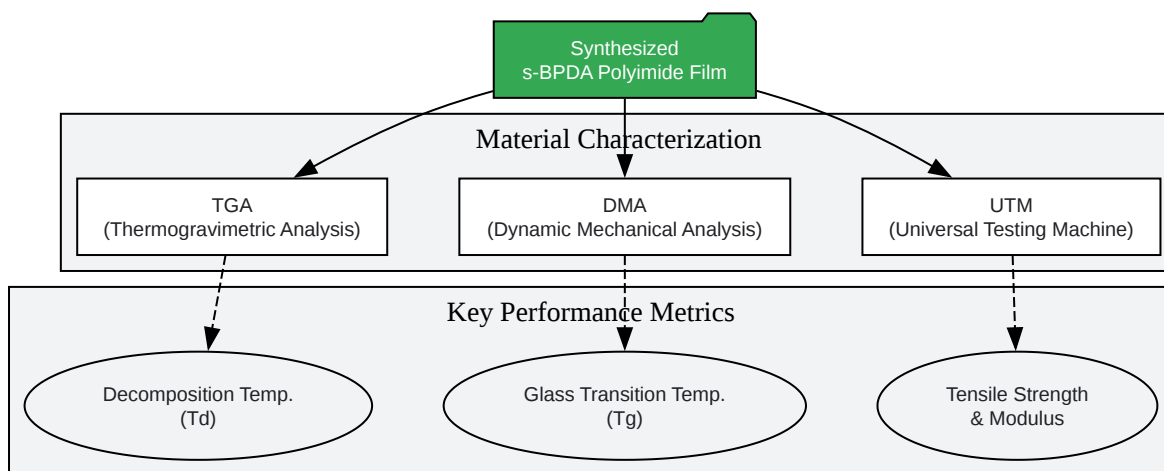 Synthesized
s-BPDA Polyimide Film
Material Characterization
TGA
(Thermogravimetric Analysis)
DMA
(Dynamic Mechanical Analysis)
UTM
(Universal Testing Machine)
Key Performance Metrics
Decomposition Temp.
(Td)
Glass Transition Temp.
(Tg)
Tensile Strength
& Modulus